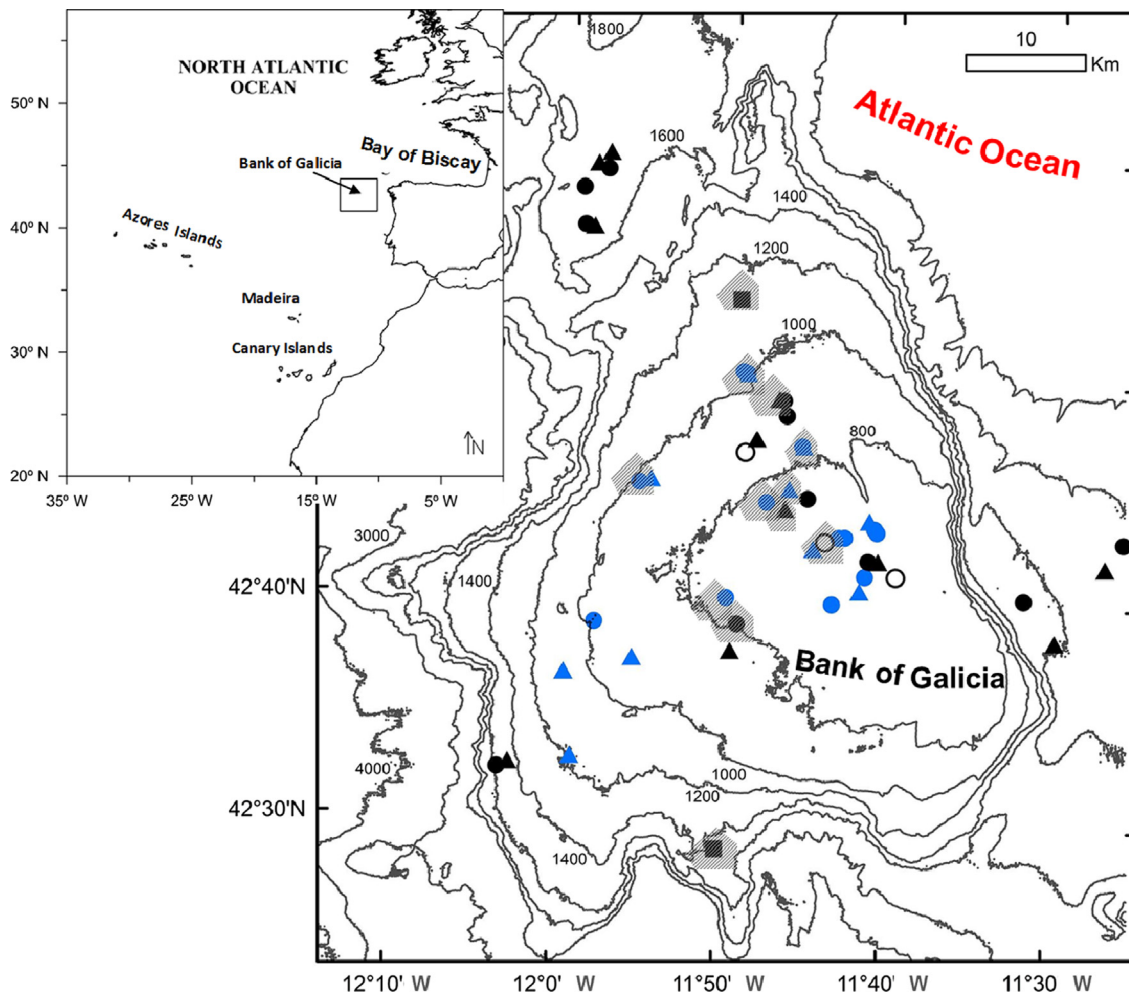 NORTH ATLANTIC
OCEAN
Bay of Biscay
Bank of Galicia
Azores Islands
Madeira
Canary Islands
N
50° N
40° N
30° N
20° N
35 W
25 W
15 W
5 W
10
Km
Atlantic Ocean
1800
1600
1400
1200
1000
800
Bank of Galicia
3000
1400
4000
1000
1200
1400
42°40'
42°30'N
12°10' W
12°0' W
11°50' W
11°40' W
11°30' W